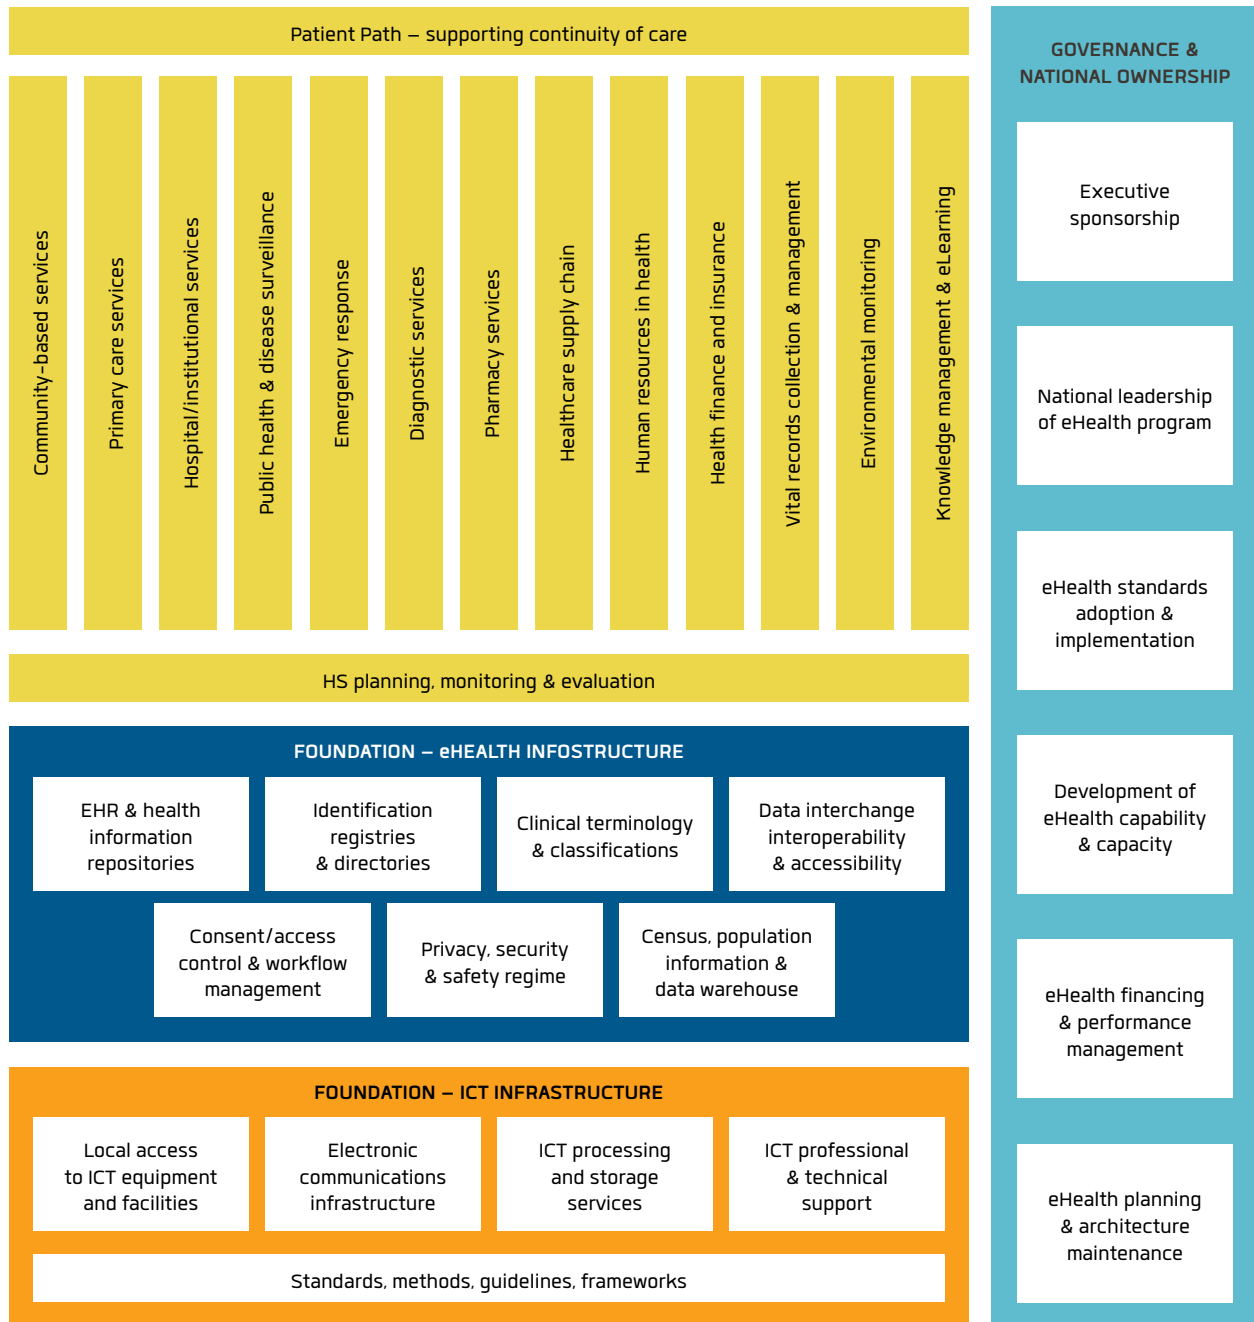 Patient Path – supporting continuity of care
Community-based services
Primary care services
Hospital/institutional services
Public health & disease surveillance
Emergency response
Diagnostic services
Pharmacy services
Healthcare supply chain
Human resources in health
Health finance and insurance
Vital records collection & management
Environmental monitoring
Knowledge management & eLearning
HS planning, monitoring & evaluation
FOUNDATION – eHEALTH INFOSTRUCTURE
EHR & health
information
repositories
Identification
registries
& directories
Clinical terminology
& classifications
Data interchange
interoperability
& accessibility
Consent/access
control & workflow
management
Privacy, security
& safety regime
Census, population
information &
data warehouse
FOUNDATION – ICT INFRASTRUCTURE
Local access
to ICT equipment
and facilities
Electronic
communications
infrastructure
ICT processing
and storage
services
ICT professional
& technical
support
Standards, methods, guidelines, frameworks
GOVERNANCE &
NATIONAL OWNERSHIP
Executive
sponsorship
National leadership
of eHealth program
eHealth standards
adoption &
implementation
Development of
eHealth capability
& capacity
eHealth financing
& performance
management
eHealth planning
& architecture
maintenance